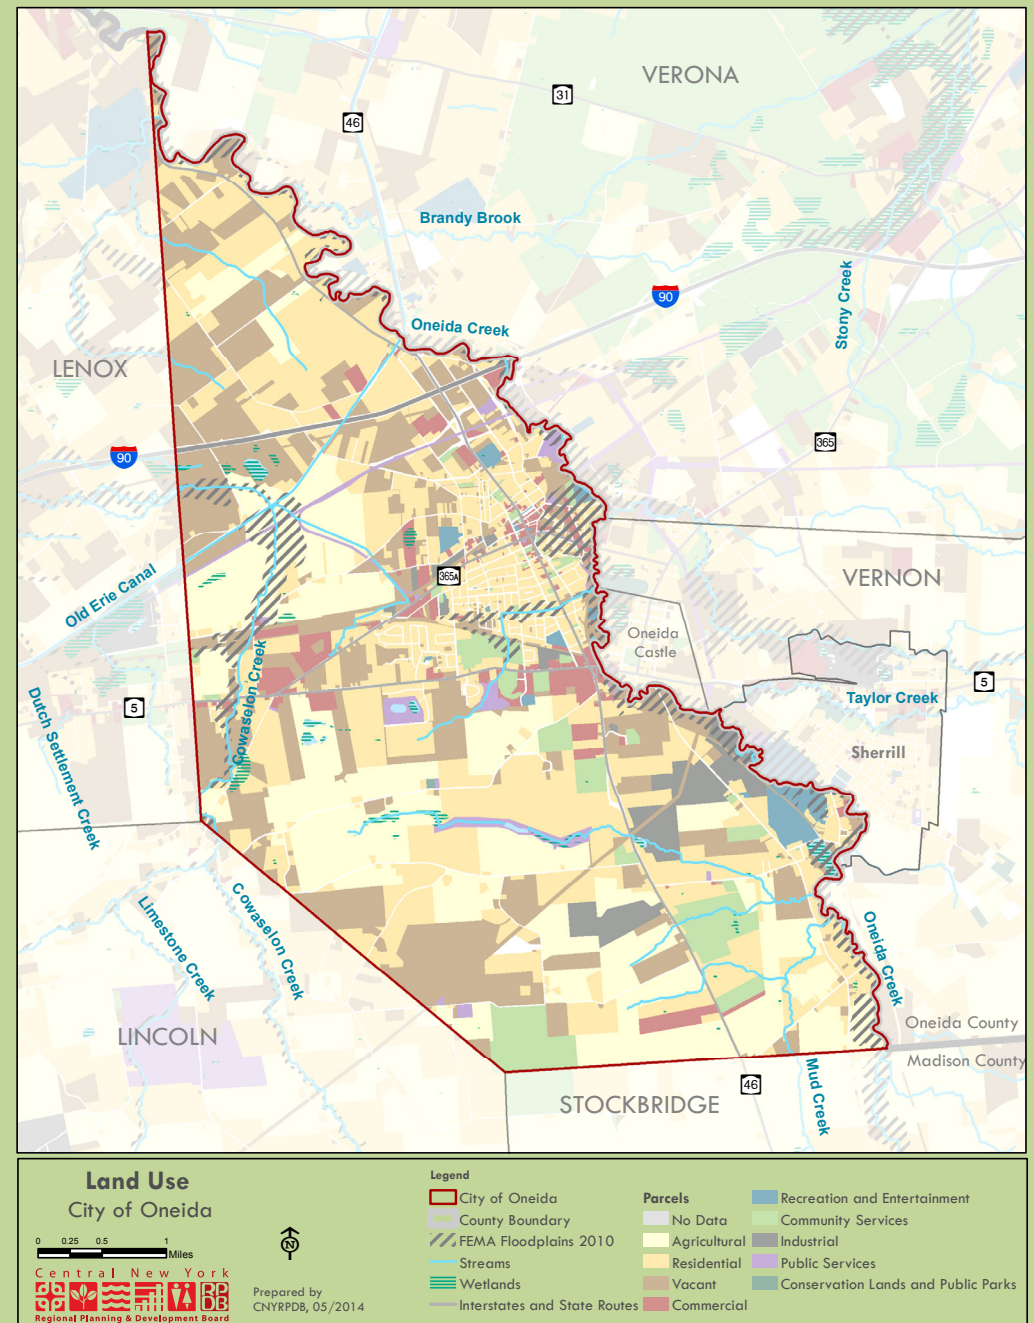 VERONA
31
46
Brandy Brook
90
Stony Creek
Oneida Creek
LENOX
365
90
VERNON
365A
Old Erie Canal
Oneida
Castle
5
Taylor Creek
5
Cowaselon Creek
Sherrill
Dutch Settlement Creek
Cowaselon Creek
Limestone Creek
Oneida Creek
LINCOLN
Oneida County
Madison County
46
Mud Creek
STOCKBRIDGE
Land Use
City of Oneida
0 0.25 0.5 1
Miles
N
Central New York
RP
DB
Regional Planning & Development Board
Prepared by
CNYRPDB, 05/2014
Legend
City of Oneida
County Boundary
FEMA Floodplains 2010
Streams
Wetlands
Interstates and State Routes
Parcels
No Data
Agricultural
Residential
Vacant
Commercial
Recreation and Entertainment
Community Services
Industrial
Public Services
Conservation Lands and Public Parks